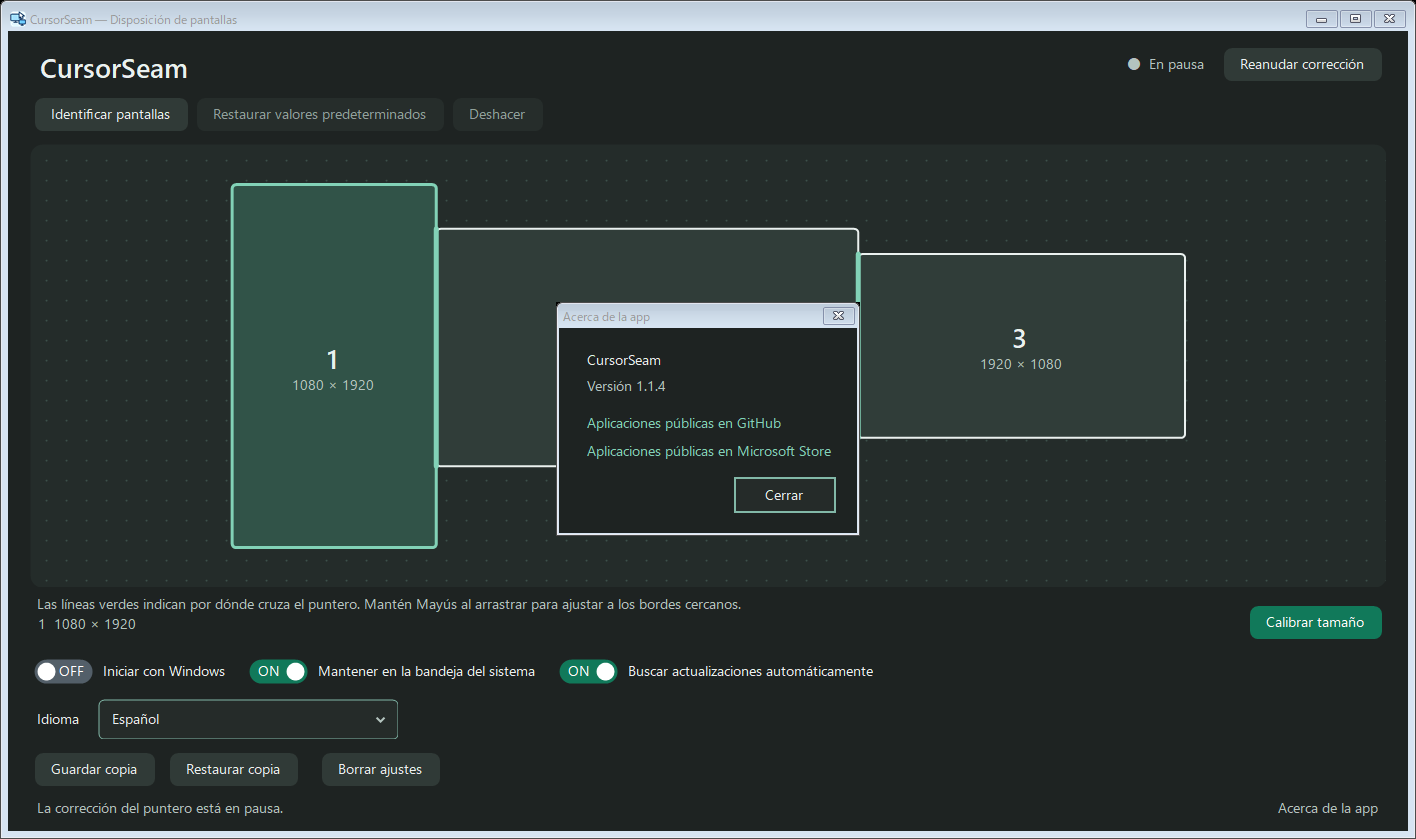 CursorSeam — Disposición de pantallas
CursorSeam
En pausa
Reanudar corrección
Identificar pantallas
Restaurar valores predeterminados
Deshacer
1
1080 × 1920
3
1920 × 1080
Acerca de la app
CursorSeam
Versión 1.1.4
Aplicaciones públicas en GitHub
Aplicaciones públicas en Microsoft Store
Cerrar
Las líneas verdes indican por dónde cruza el puntero. Mantén Mayús al arrastrar para ajustar a los bordes cercanos.
1 1080 × 1920
Calibrar tamaño
OFF Iniciar con Windows
ON Mantener en la bandeja del sistema
ON Buscar actualizaciones automáticamente
Idioma
Español
Guardar copia
Restaurar copia
Borrar ajustes
La corrección del puntero está en pausa.
Acerca de la app